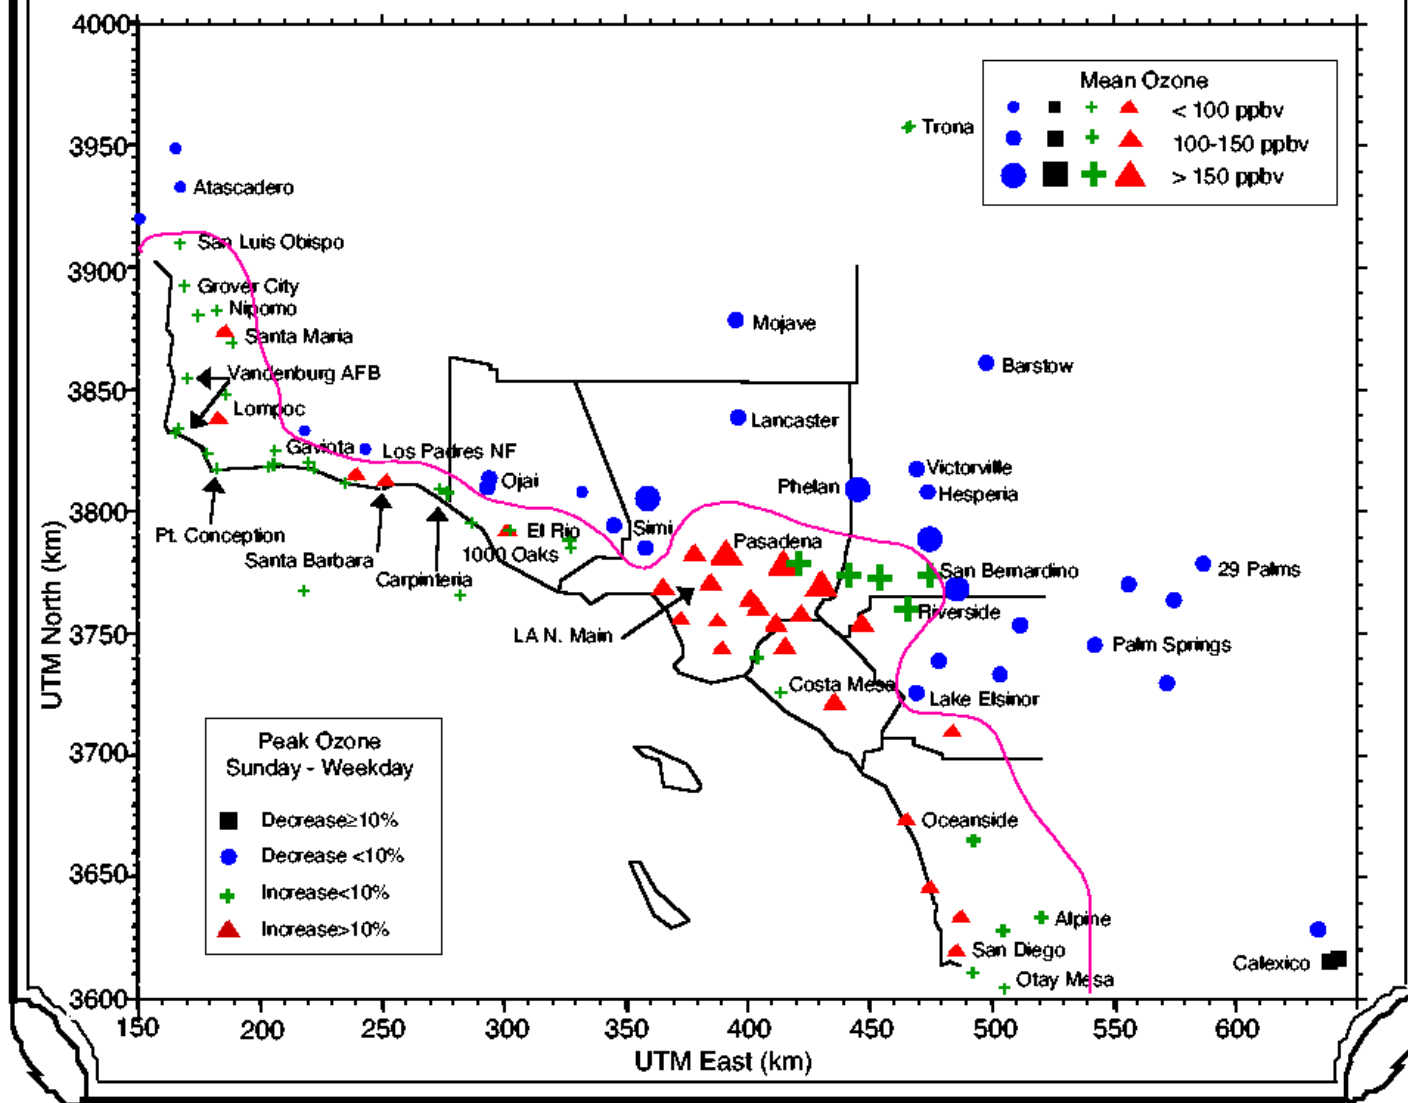 4000
Mean Ozone
< 100 ppbv
100-150 ppbv
> 150 ppbv
Trona
3950
Atascadero
San Luis Obispo
3900
Grover City
Nipomo
Santa Maria
Mojave
Vandenburg AFB
Barstow
3850
Lompoc
Lancaster
Gaviota
Los Padres NF
Victorville
Ojai
Phelan
Hesperia
3800
Pt. Conception
El Rio
Simi
Pasadena
1000 Oaks
Santa Barbara
Carpinteria
San Bernardino
29 Palms
Riverside
LA N. Main
3750
Palm Springs
Costa Mesa
Lake Elsinor
UTM North (km)
3700
Peak Ozone
Sunday - Weekday
Decrease≥10%
Decrease <10%
Increase<10%
Increase>10%
Oceanside
3650
Alpine
San Diego
Calexico
Otay Mesa
3600
150 200 250 300 350 400 450 500 550 600
UTM East (km)